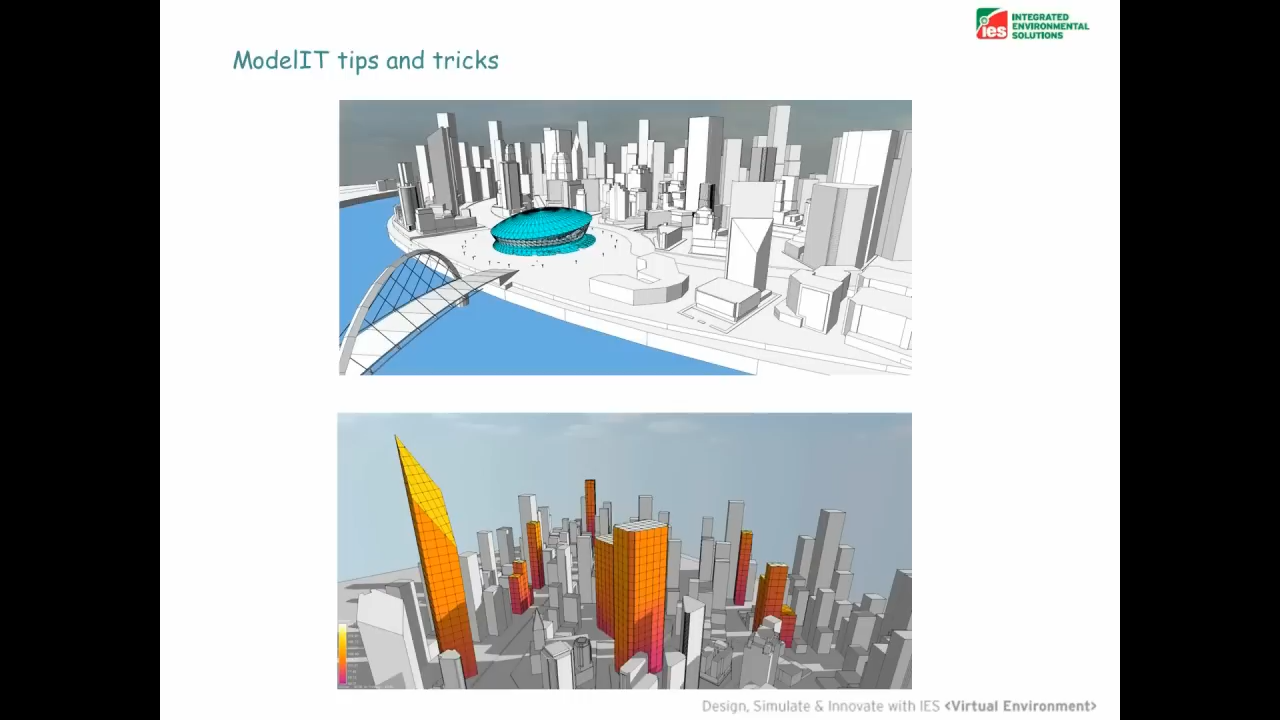 ies INTEGRATED
ENVIRONMENTAL
SOLUTIONS
ModelIT tips and tricks
Design, Simulate & Innovate with IES <Virtual Environment>